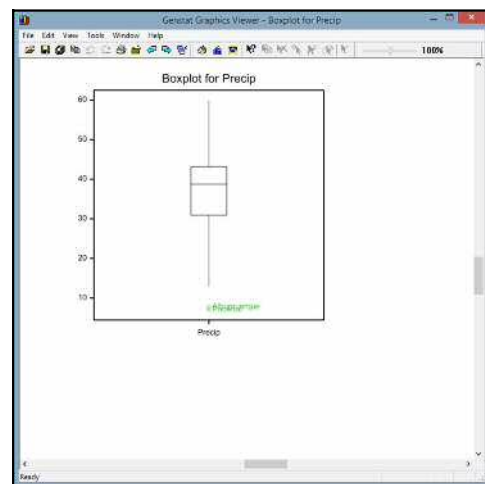 Genstat Graphics Viewer - Boxplot for Precip
File Edit View Tools Window Help
100%
Boxplot for Precip
60
50
40
30
20
10
Precip
Ready